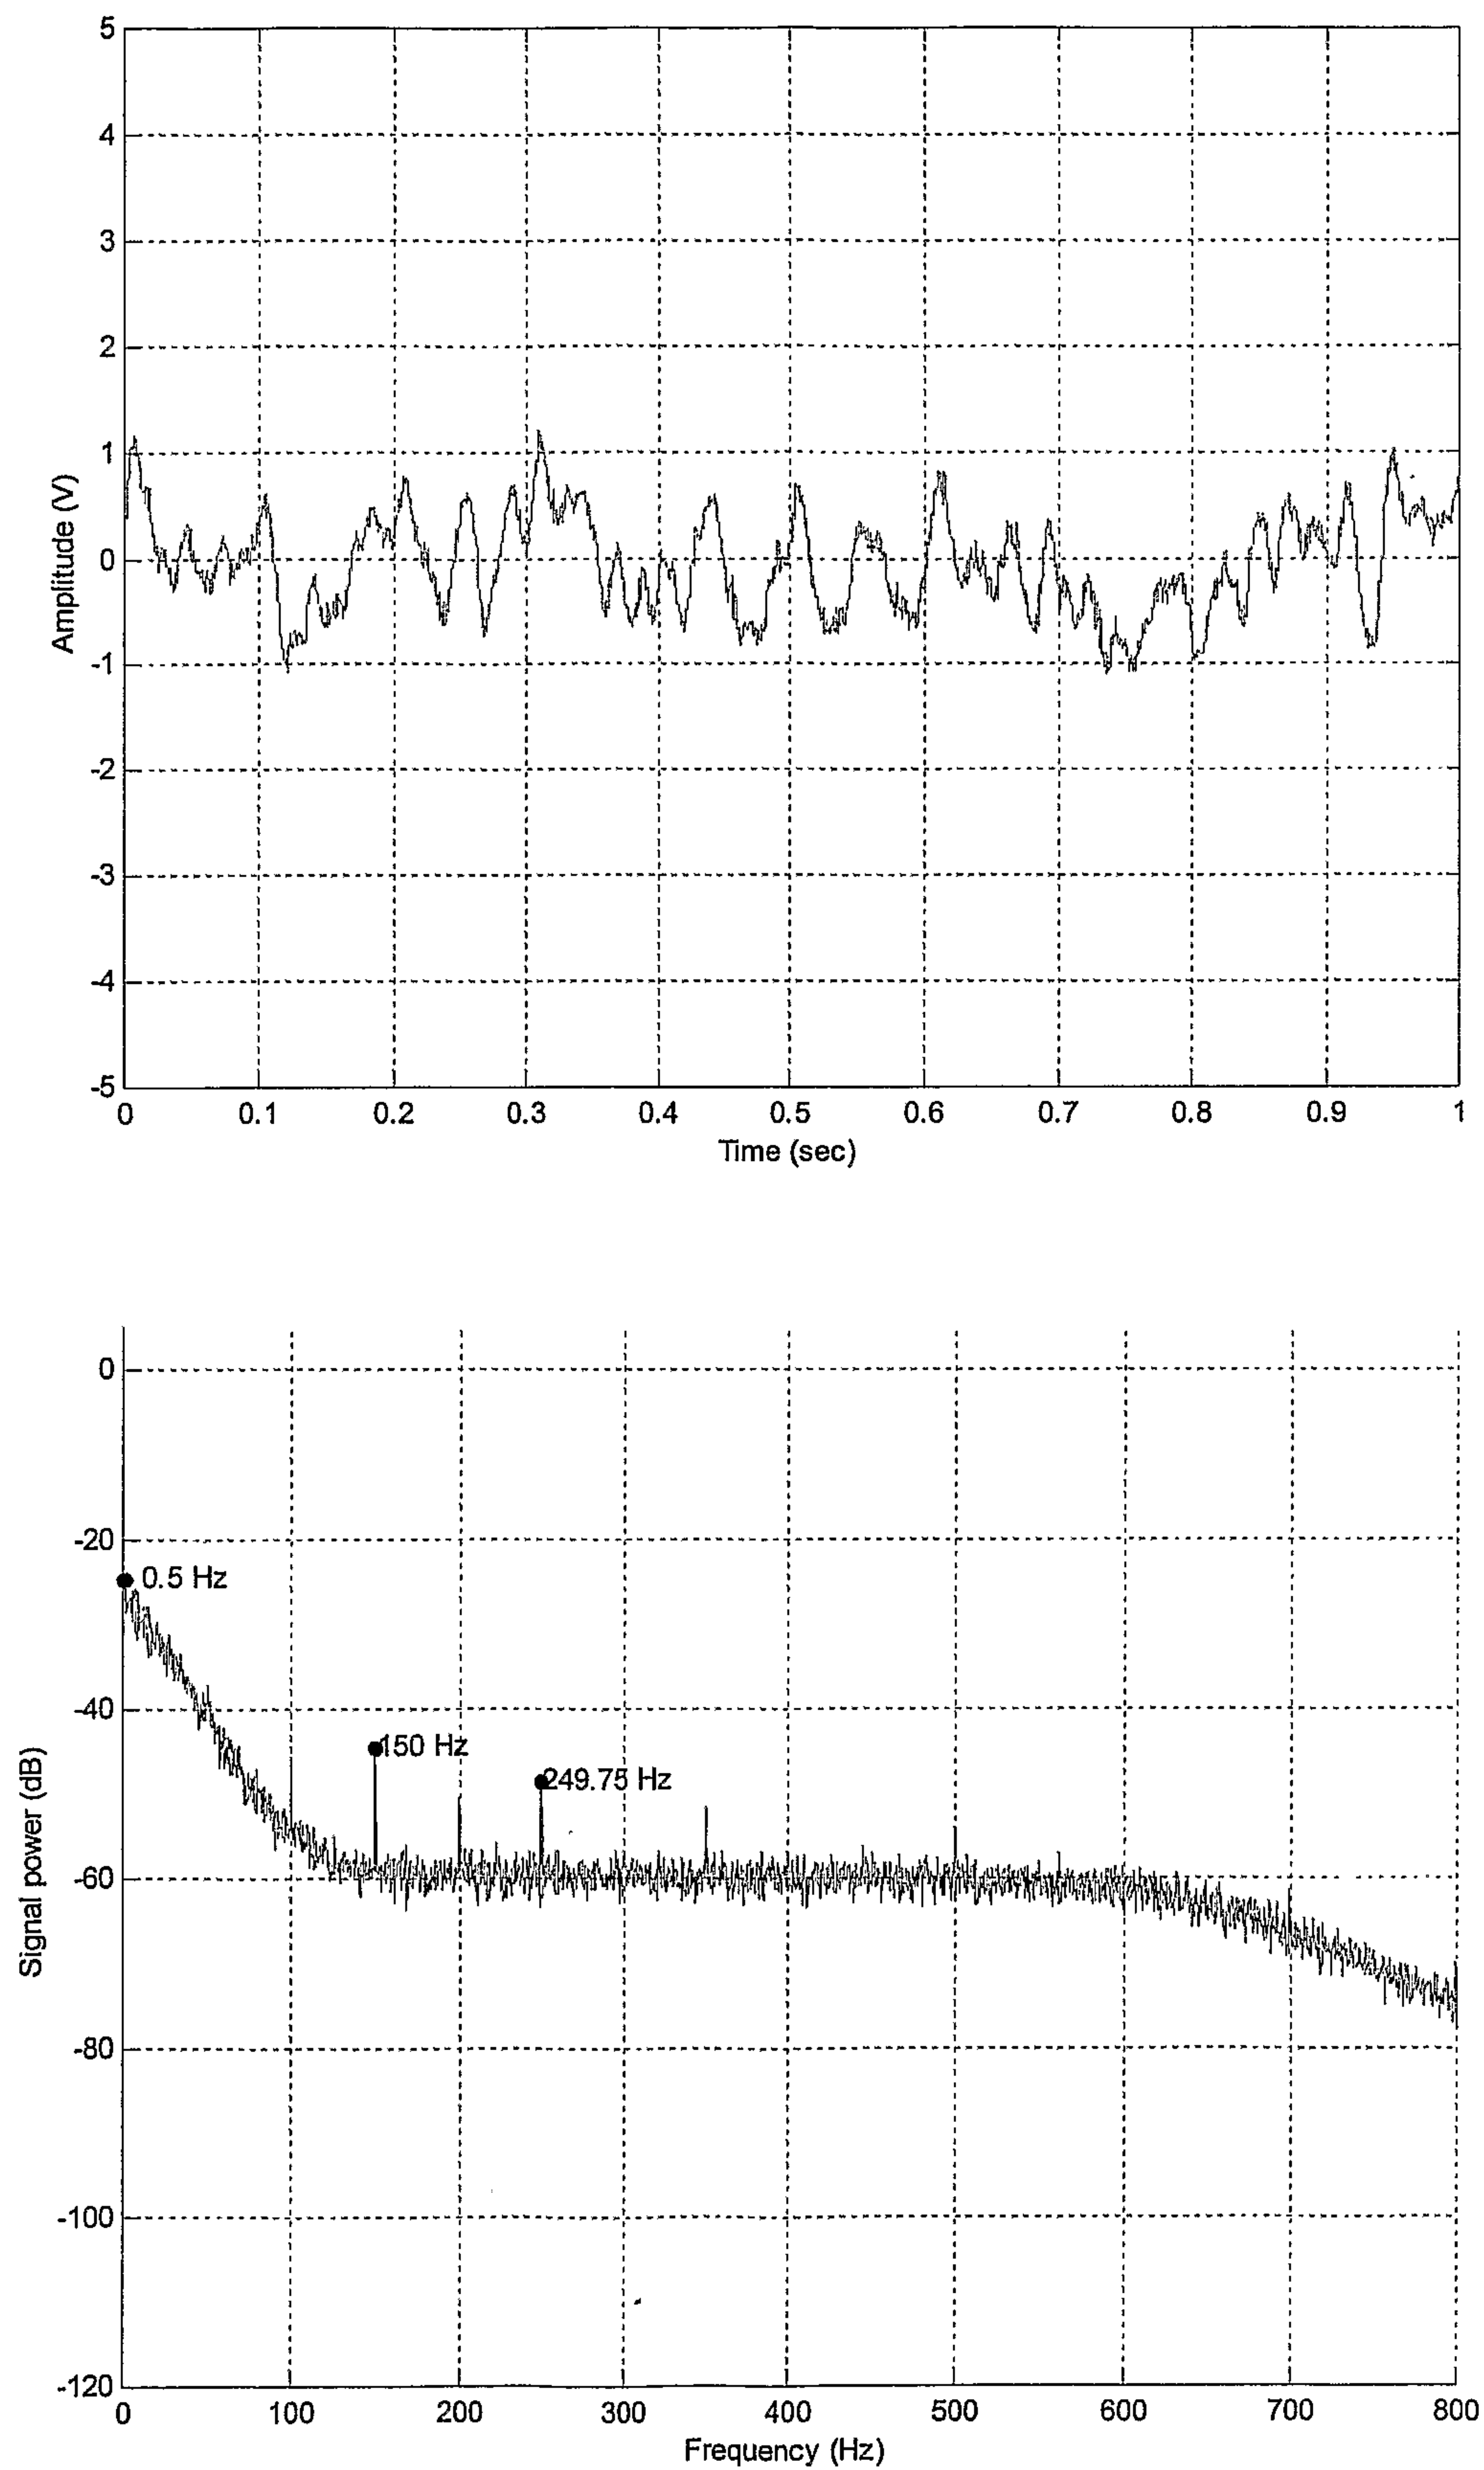 5
4
3
2
1
0
-1
-2
-3
-4
-5
Amplitude (V)
0 0.1 0.2 0.3 0.4 0.5 0.6 0.7 0.8 0.9 1
Time (sec)
0
-20
-40
-60
-80
-100
-120
Signal power (dB)
0.5 Hz
150 Hz
249.75 Hz
0 100 200 300 400 500 600 700 800
Frequency (Hz)